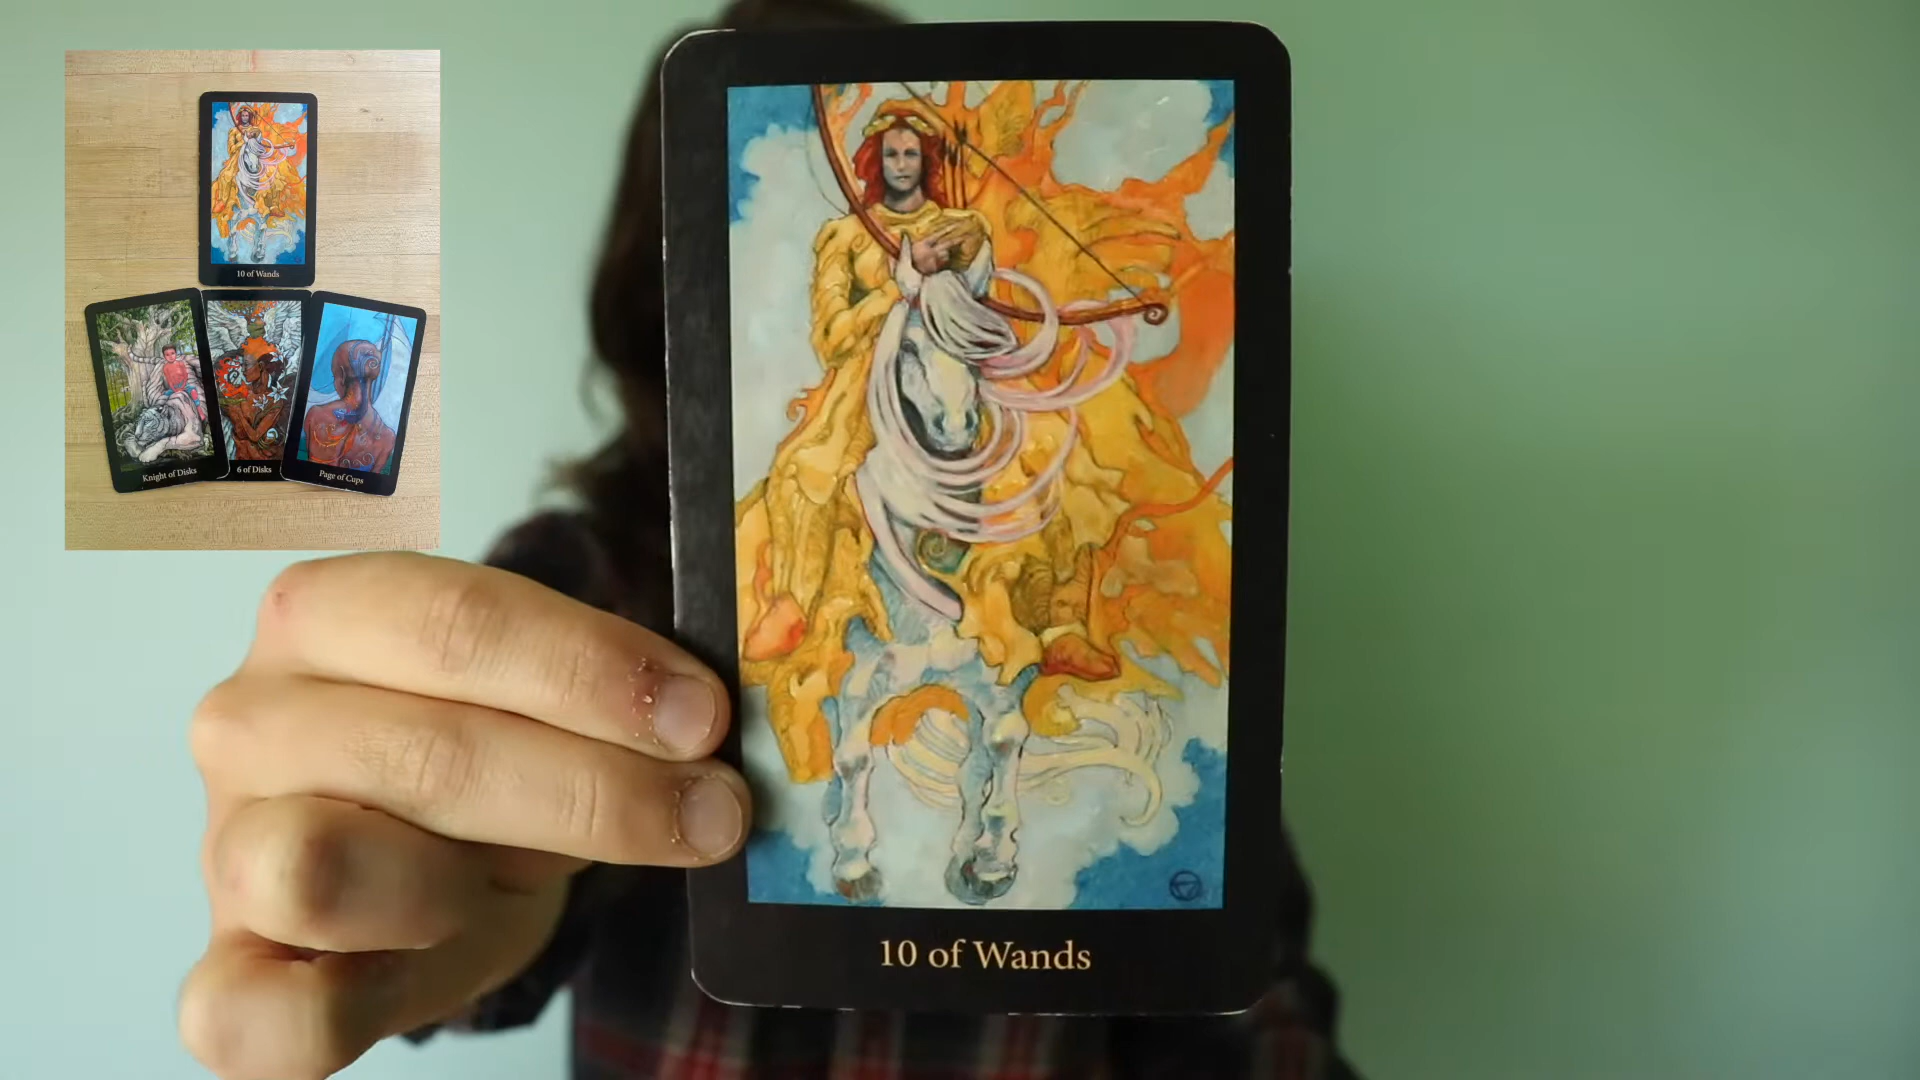 10 of Wands
Knight of Disks
6 of Disks
Page of Cups
10 of Wands